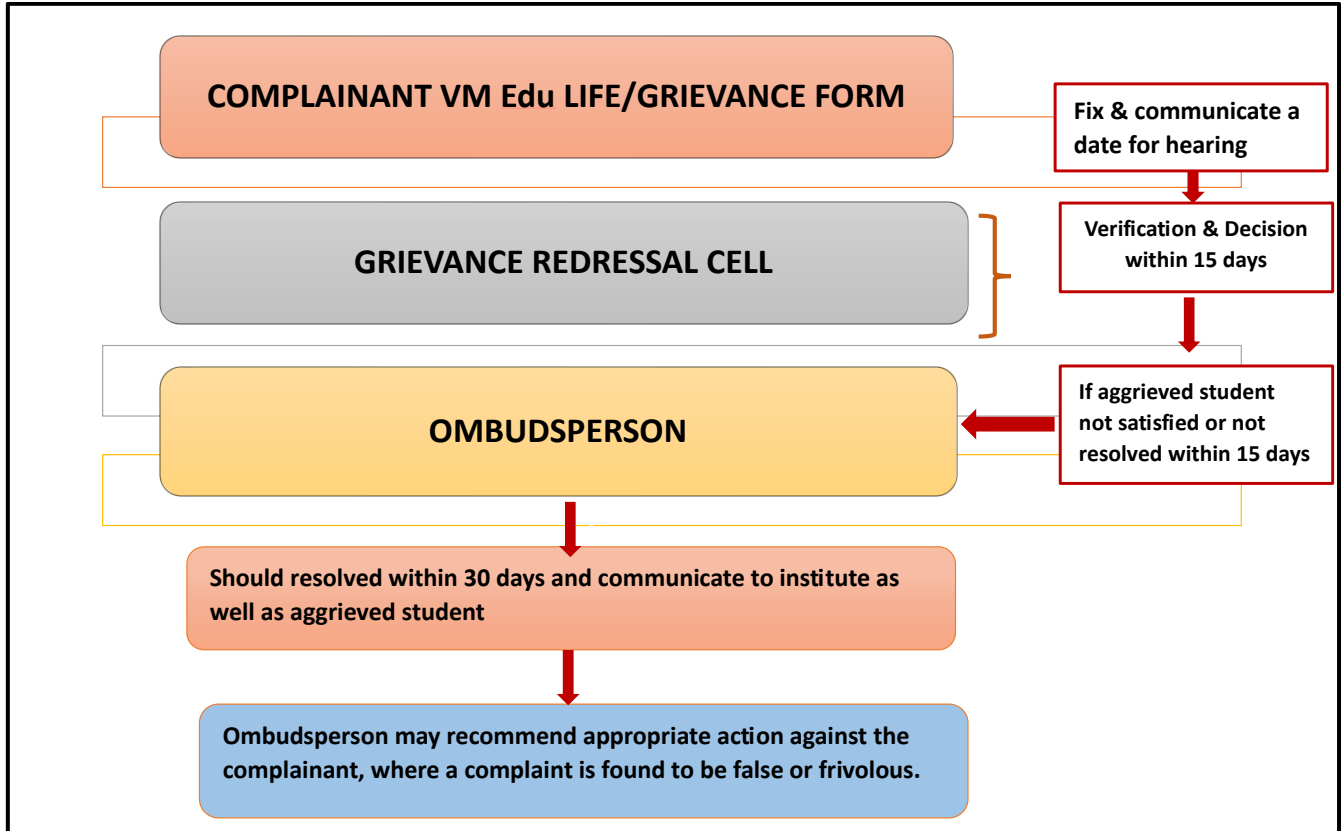 COMPLAINANT VM Edu LIFE/GRIEVANCE FORM
Fix & communicate a
date for hearing
GRIEVANCE REDRESSAL CELL
Verification & Decision
within 15 days
If aggrieved student
not satisfied or not
resolved within 15 days
OMBUDSPERSON
Should resolved within 30 days and communicate to institute as
well as aggrieved student
Ombudsperson may recommend appropriate action against the
complainant, where a complaint is found to be false or frivolous.